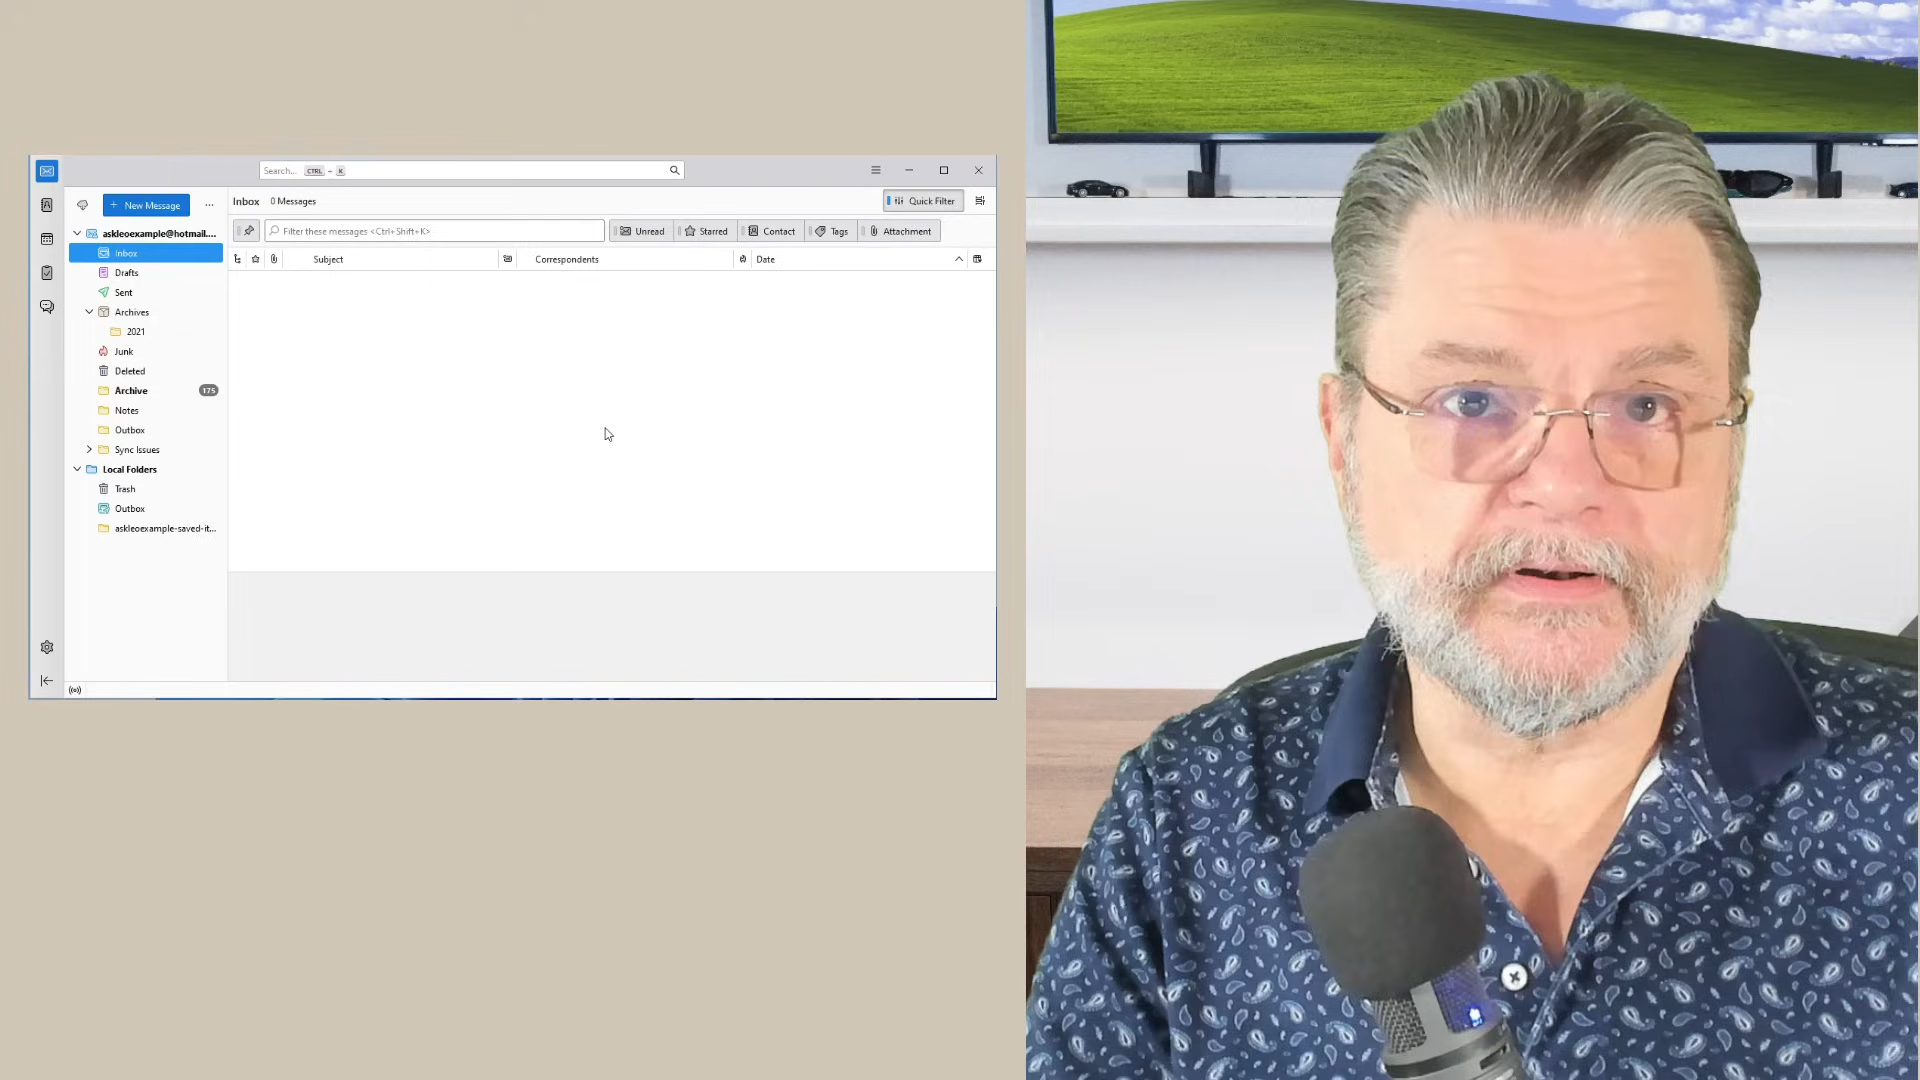 Search... CTRL + K
+ New Message ...
Inbox 0 Messages Quick Filter
askleoexample@hotmail....
Filter these messages <Ctrl+Shift+K> Unread Starred Contact Tags Attachment
Subject Correspondents Date
Inbox
Drafts
Sent
Archives
2021
Junk
Deleted
Archive 175
Notes
Outbox
Sync Issues
Local Folders
Trash
Outbox
askleoexample-saved-it...